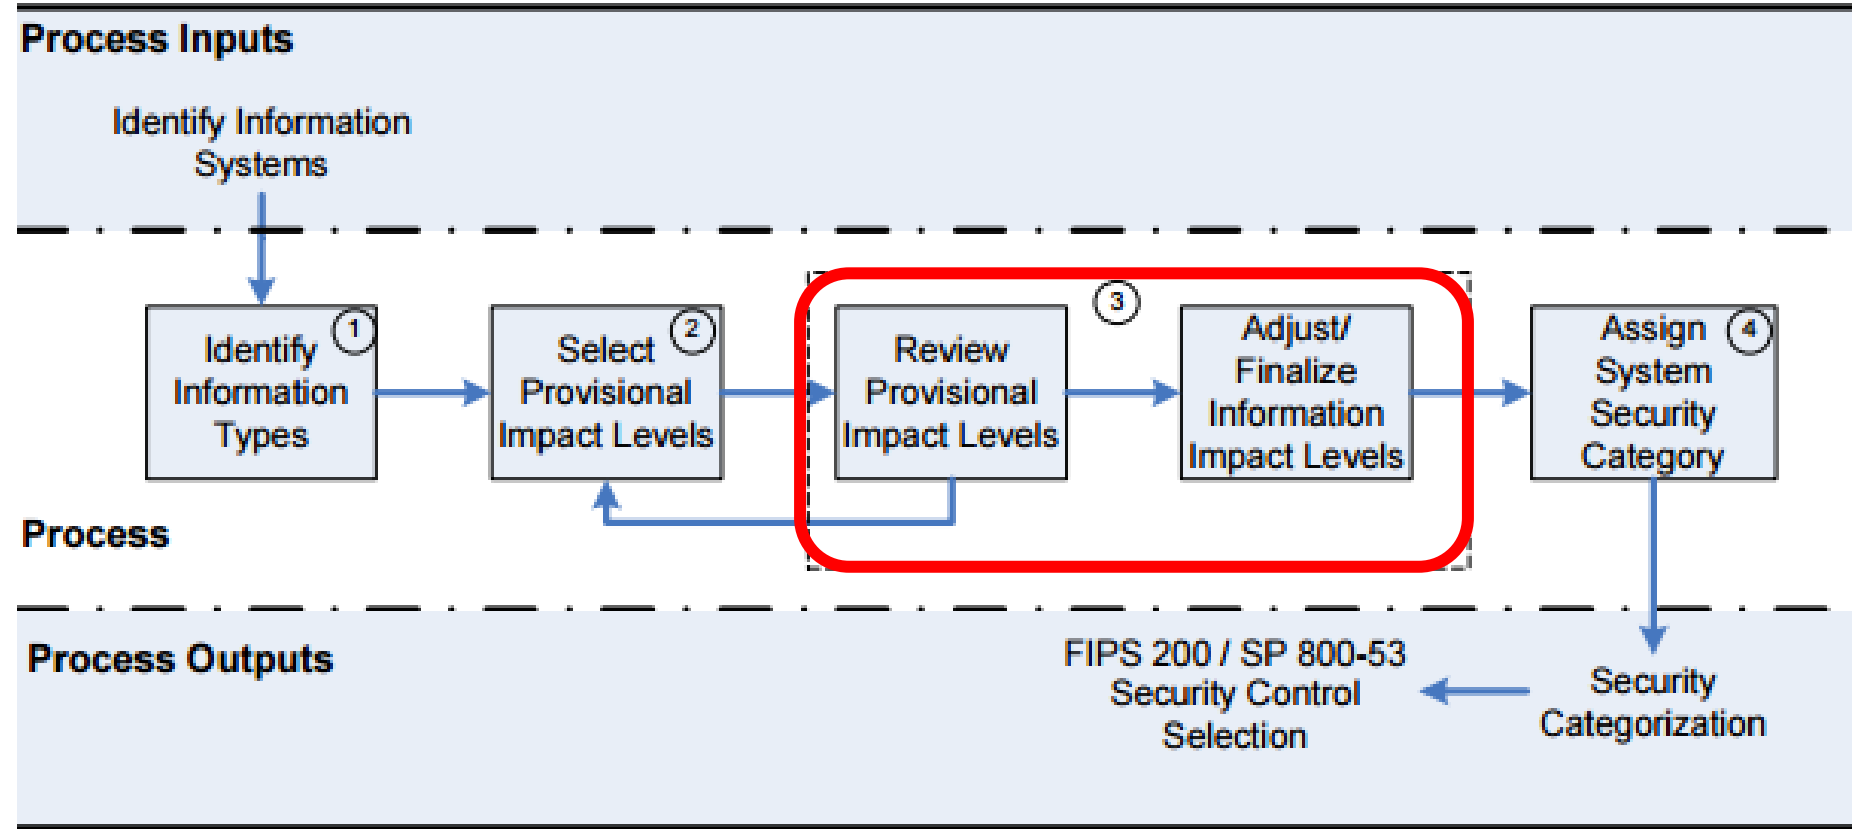 Process Inputs
Identify Information
Systems
1
Identify
Information
Types
2
Select
Provisional
Impact Levels
3
Review
Provisional
Impact Levels
Adjust/
Finalize
Information
Impact Levels
4
Assign
System
Security
Category
Process
Process Outputs
FIPS 200 / SP 800-53
Security Control
Selection
Security
Categorization